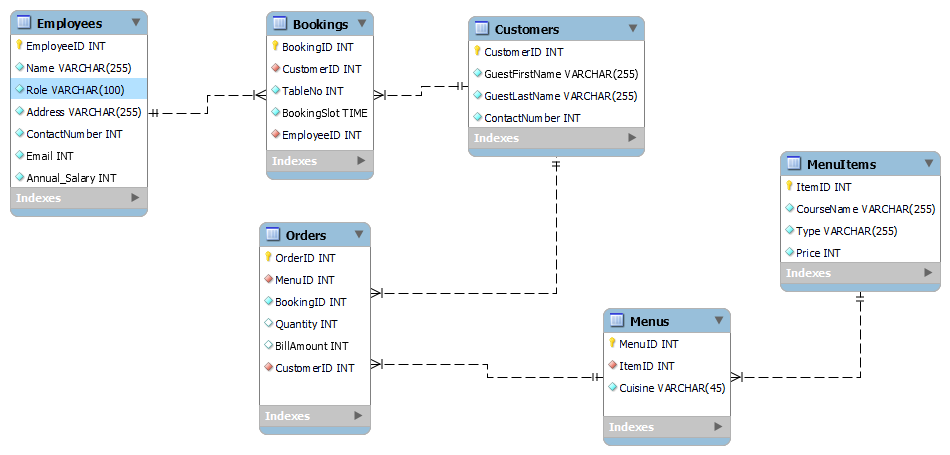 Employees
EmployeeID INT
Name VARCHAR(255)
Role VARCHAR(100)
Address VARCHAR(255)
ContactNumber INT
Email INT
Annual_Salary INT
Indexes
Bookings
BookingID INT
CustomerID INT
TableNo INT
BookingSlot TIME
EmployeeID INT
Indexes
Customers
CustomerID INT
GuestFirstName VARCHAR(255)
GuestLastName VARCHAR(255)
ContactNumber INT
Indexes
Orders
OrderID INT
MenuID INT
BookingID INT
Quantity INT
BillAmount INT
CustomerID INT
Indexes
Menus
MenuID INT
ItemID INT
Cuisine VARCHAR(45)
Indexes
MenuItems
ItemID INT
CourseName VARCHAR(255)
Type VARCHAR(255)
Price INT
Indexes